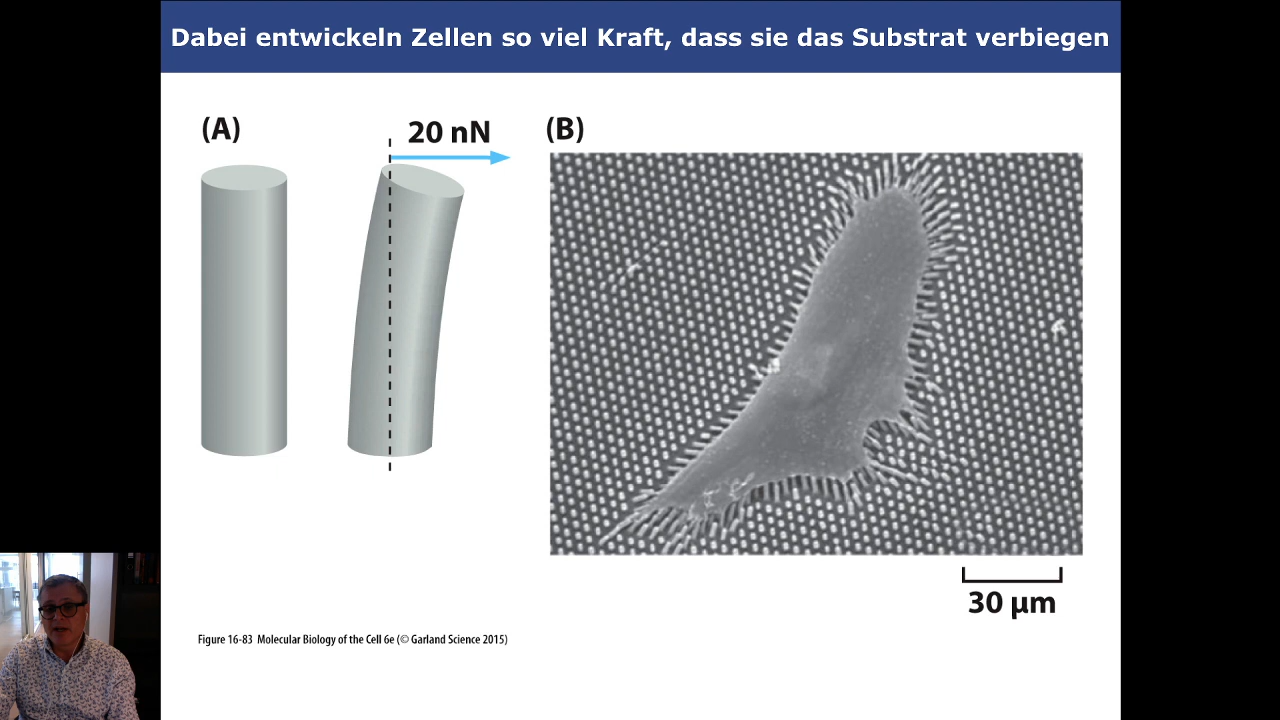 Dabei entwickeln Zellen so viel Kraft, dass sie das Substrat verbiegen
(A)
20 nN
(B)
30 µm
Figure 16-83 Molecular Biology of the Cell 6e (© Garland Science 2015)